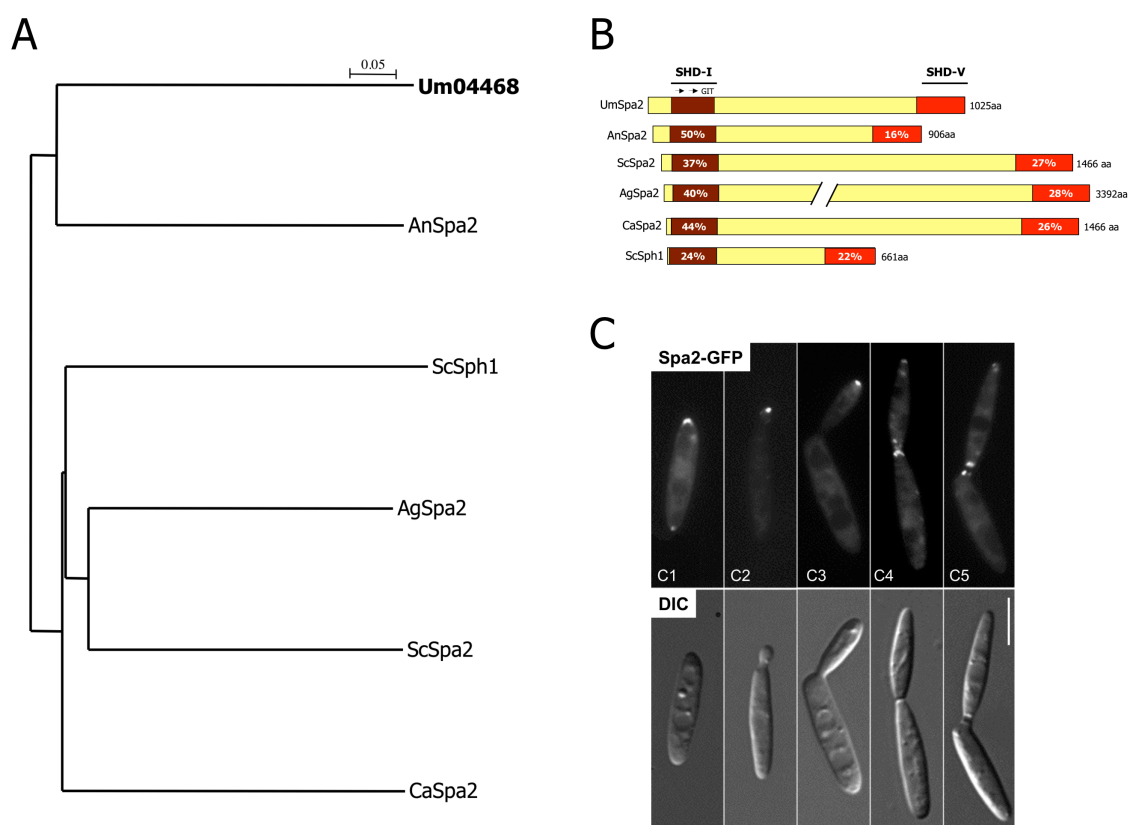 A
0.05
Um04468
AnSpa2
ScSph1
AgSpa2
ScSpa2
CaSpa2
B
SHD-I
SHD-V
GIT
UmSpa2
1025aa
AnSpa2
50%
16%
906aa
ScSpa2
37%
27%
1466 aa
AgSpa2
40%
28%
3392aa
CaSpa2
44%
26%
1466 aa
ScSph1
24%
22%
661aa
C
Spa2-GFP
C1
C2
C3
C4
C5
DIC